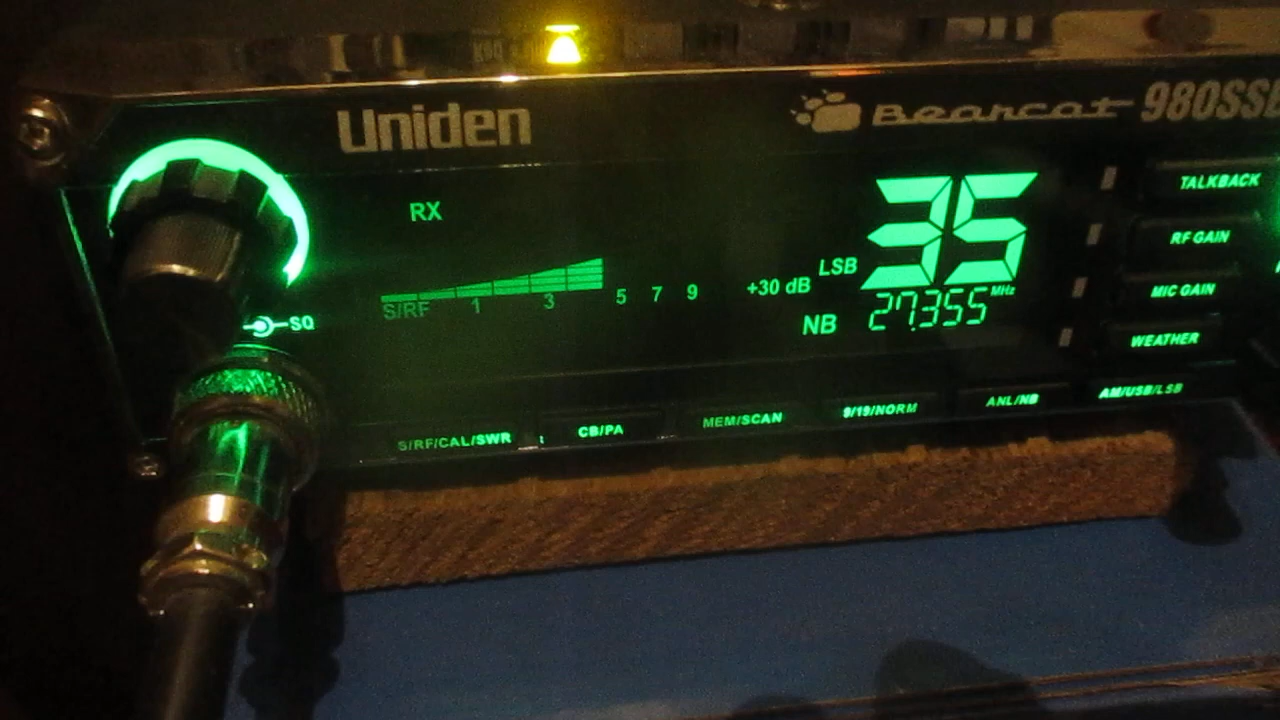 Uniden
Bearcat 980SSB
RX
35
LSB
S/RF 1 3 5 7 9 +30 dB
27.355 MHz
NB
SQ
TALKBACK
RF GAIN
MIC GAIN
WEATHER
S/RF/CAL/SWR CB/PA MEM/SCAN 9/19/NORM ANL/NB AM/USB/LSB